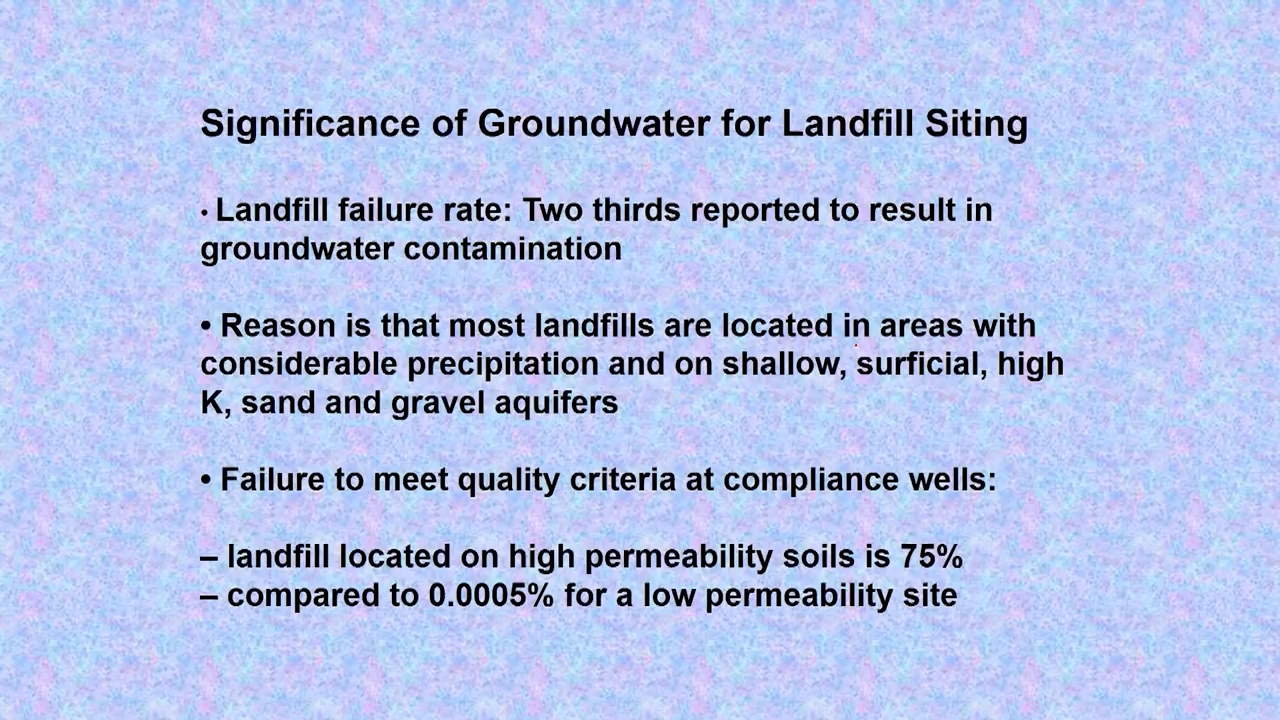 Significance of Groundwater for Landfill Siting
• Landfill failure rate: Two thirds reported to result in
groundwater contamination
• Reason is that most landfills are located in areas with
considerable precipitation and on shallow, surficial, high
K, sand and gravel aquifers
• Failure to meet quality criteria at compliance wells:
– landfill located on high permeability soils is 75%
– compared to 0.0005% for a low permeability site